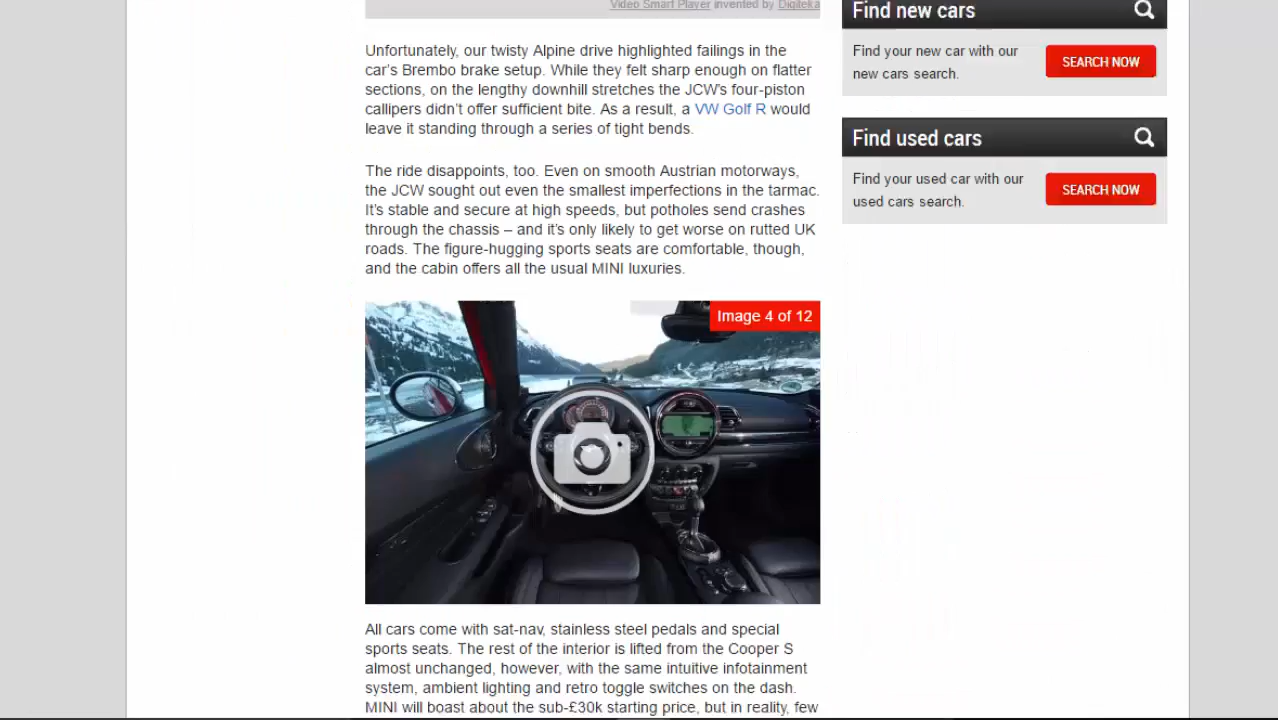 Video Smart Player invented by Digiteka
Unfortunately, our twisty Alpine drive highlighted failings in the
car’s Brembo brake setup. While they felt sharp enough on flatter
sections, on the lengthy downhill stretches the JCW’s four-piston
callipers didn’t offer sufficient bite. As a result, a VW Golf R would
leave it standing through a series of tight bends.
The ride disappoints, too. Even on smooth Austrian motorways,
the JCW sought out even the smallest imperfections in the tarmac.
It’s stable and secure at high speeds, but potholes send crashes
through the chassis – and it’s only likely to get worse on rutted UK
roads. The figure-hugging sports seats are comfortable, though,
and the cabin offers all the usual MINI luxuries.
Image 4 of 12
All cars come with sat-nav, stainless steel pedals and special
sports seats. The rest of the interior is lifted from the Cooper S
almost unchanged, however, with the same intuitive infotainment
system, ambient lighting and retro toggle switches on the dash.
MINI will boast about the sub-£30k starting price, but in reality, few
Find new cars
Find your new car with our
new cars search.
SEARCH NOW
Find used cars
Find your used car with our
used cars search.
SEARCH NOW